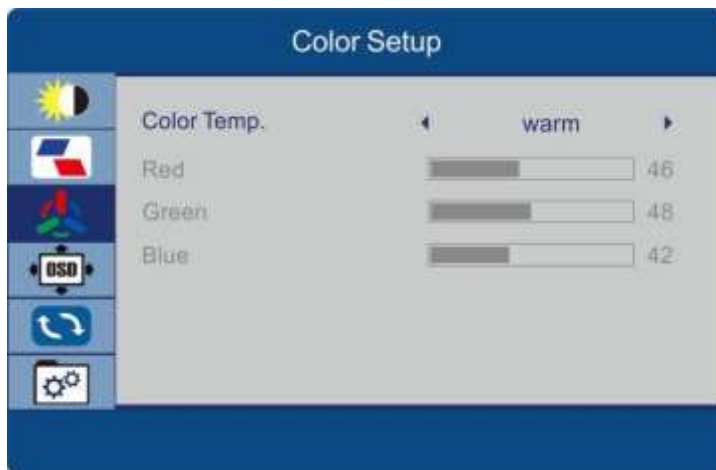 Color Setup
Color Temp. warm
Red 46
Green 48
Blue 42
OSD